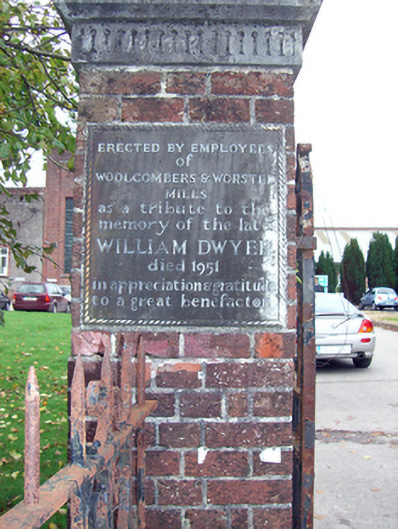 ERECTED BY EMPLOYEES
of
WOOLCOMBERS & WORSTED
MILLS
as a tribute to the
memory of the late
WILLIAM DWYER
died 1951
in appreciation & gratitude
to a great benefactor